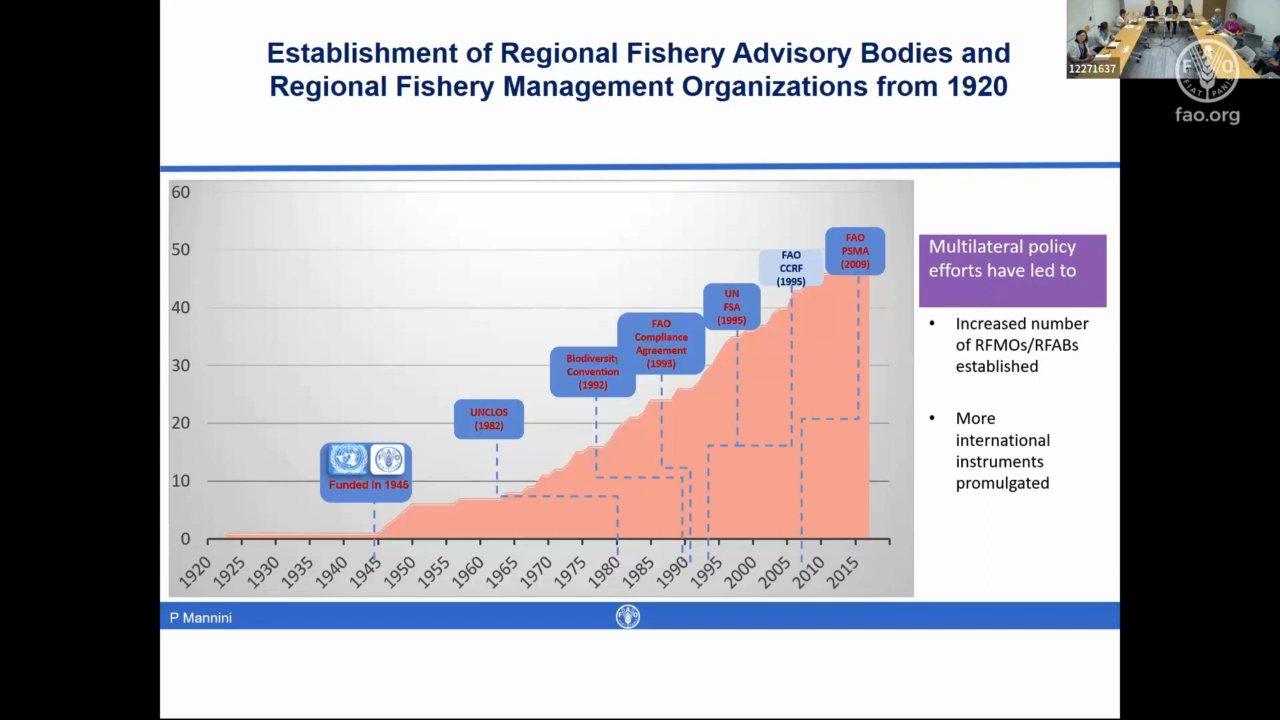 Establishment of Regional Fishery Advisory Bodies and
Regional Fishery Management Organizations from 1920
12271637
fao.org
60
50
40
30
20
10
0
FAO
PSMA
(2009)
FAO
CCRF
(1995)
UN
FSA
(1995)
FAO
Compliance
Agreement
(1993)
Biodiversity
Convention
(1992)
UNCLOS
(1982)
Funded in 1945
1920
1925
1930
1935
1940
1945
1950
1955
1960
1965
1970
1975
1980
1985
1990
1995
2000
2005
2010
2015
Multilateral policy
efforts have led to
• Increased number
of RFMOs/RFABs
established
• More
international
instruments
promulgated
P Mannini